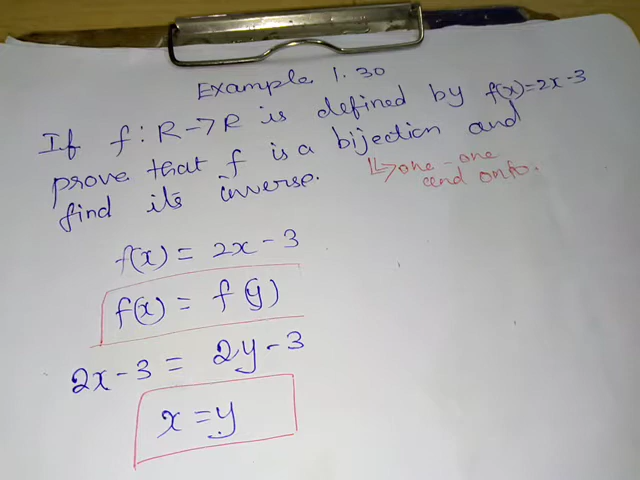 Example 1.30
If f: R→R is defined by f(x)=2x-3
prove that f is a bijection and
find its inverse.
↳one-one
and onto.
f(x) = 2x - 3
f(x) = f(y)
2x-3 = 2y-3
x = y